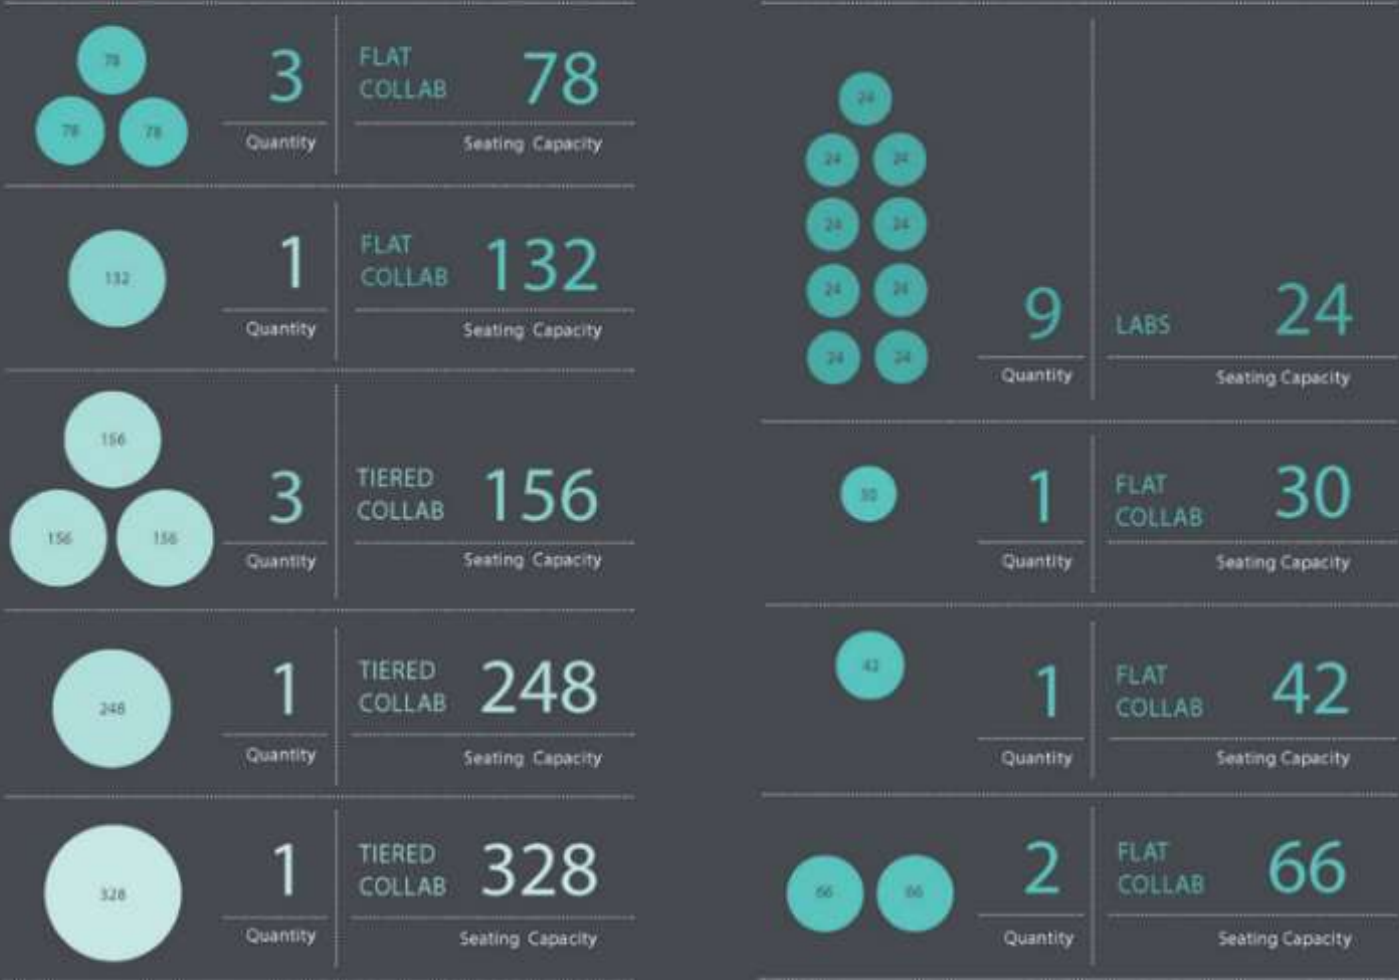 78
78 78
3
Quantity
FLAT
COLLAB
78
Seating Capacity
132
1
Quantity
FLAT
COLLAB
132
Seating Capacity
156
156 156
3
Quantity
TIERED
COLLAB
156
Seating Capacity
248
1
Quantity
TIERED
COLLAB
248
Seating Capacity
328
1
Quantity
TIERED
COLLAB
328
Seating Capacity
24
24 24
24 24
24 24
24 24
9
Quantity
LABS
24
Seating Capacity
30
1
Quantity
FLAT
COLLAB
30
Seating Capacity
42
1
Quantity
FLAT
COLLAB
42
Seating Capacity
66 66
2
Quantity
FLAT
COLLAB
66
Seating Capacity